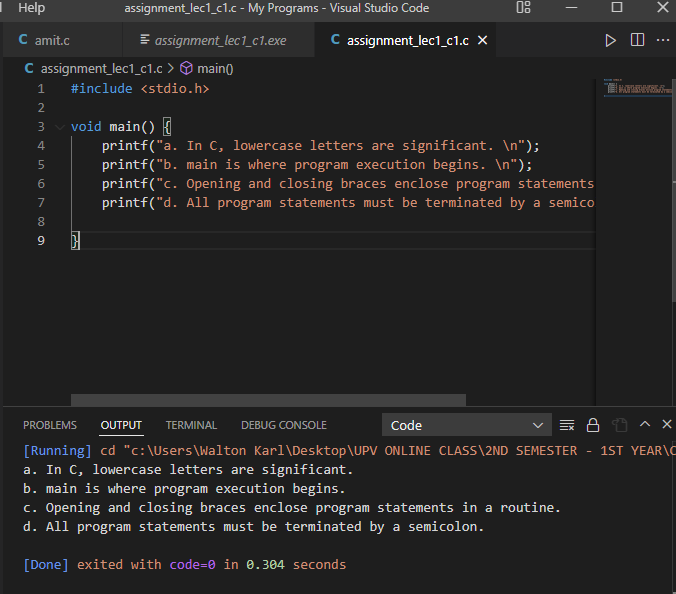 Help assignment_lec1_c1.c - My Programs - Visual Studio Code
C amit.c assignment_lec1_c1.exe C assignment_lec1_c1.c
C assignment_lec1_c1.c > main()
1 #include <stdio.h>
2
3 void main() {
4 printf("a. In C, lowercase letters are significant. \n");
5 printf("b. main is where program execution begins. \n");
6 printf("c. Opening and closing braces enclose program statements
7 printf("d. All program statements must be terminated by a semico
8
9 }
PROBLEMS OUTPUT TERMINAL DEBUG CONSOLE Code
[Running] cd "c:\Users\Walton Karl\Desktop\UPV ONLINE CLASS\2ND SEMESTER - 1ST YEAR\C
a. In C, lowercase letters are significant.
b. main is where program execution begins.
c. Opening and closing braces enclose program statements in a routine.
d. All program statements must be terminated by a semicolon.
[Done] exited with code=0 in 0.304 seconds